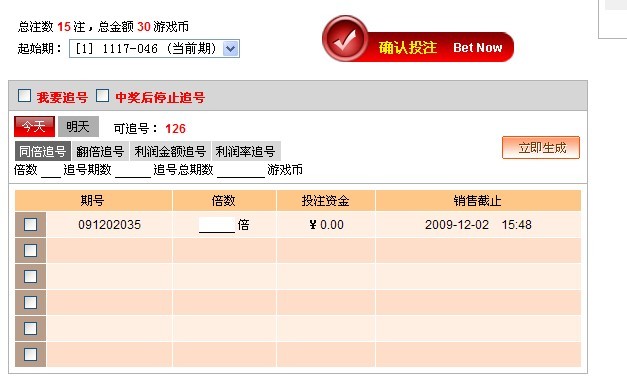 总注数 15 注，总金额 30 游戏币
起始期： [1] 1117-046 (当前期)
确认投注 Bet Now
我要追号 中奖后停止追号
今天 明天 可追号： 126
同倍追号 翻倍追号 利润金额追号 利润率追号
立即生成
倍数 追号期数 追号总期数 游戏币
期号 倍数 投注资金 销售截止
091202035 倍 ¥ 0.00 2009-12-02 15:48